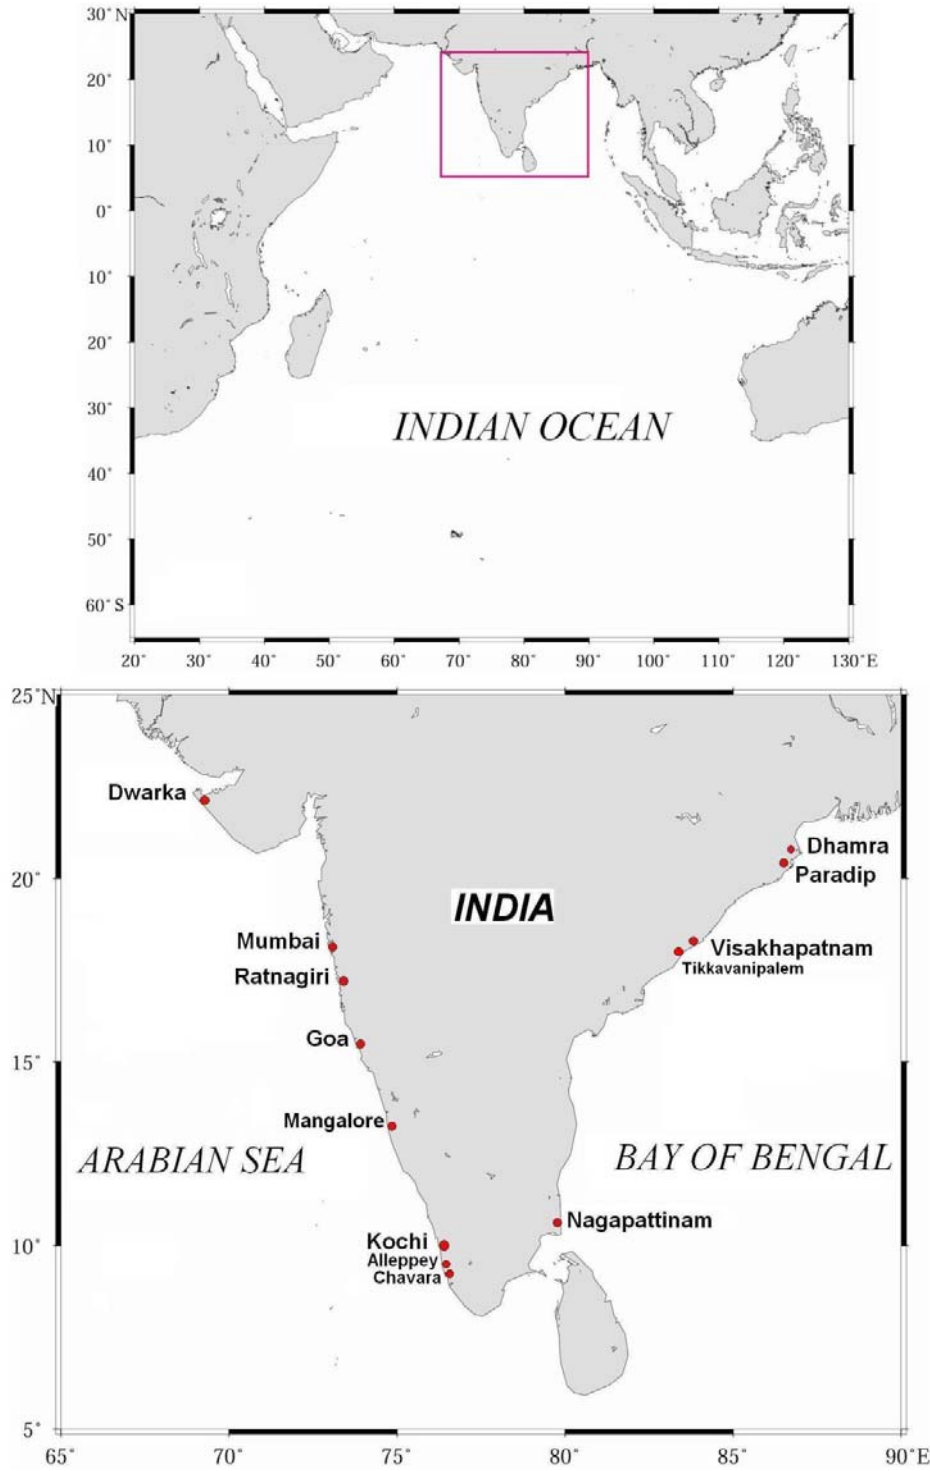 30˚N
20˚
10˚
0˚
10˚
20˚
30˚
INDIAN OCEAN
40˚
50˚
60˚S
20˚ 30˚ 40˚ 50˚ 60˚ 70˚ 80˚ 90˚ 100˚ 110˚ 120˚ 130˚E
25˚N
Dwarka
Dhamra
Paradip
20˚
INDIA
Mumbai
Visakhapatnam
Tikkavanipalem
Ratnagiri
Goa
15˚
Mangalore
ARABIAN SEA
BAY OF BENGAL
Nagapattinam
Kochi
10˚
Alleppey
Chavara
5˚
65˚ 70˚ 75˚ 80˚ 85˚ 90˚E